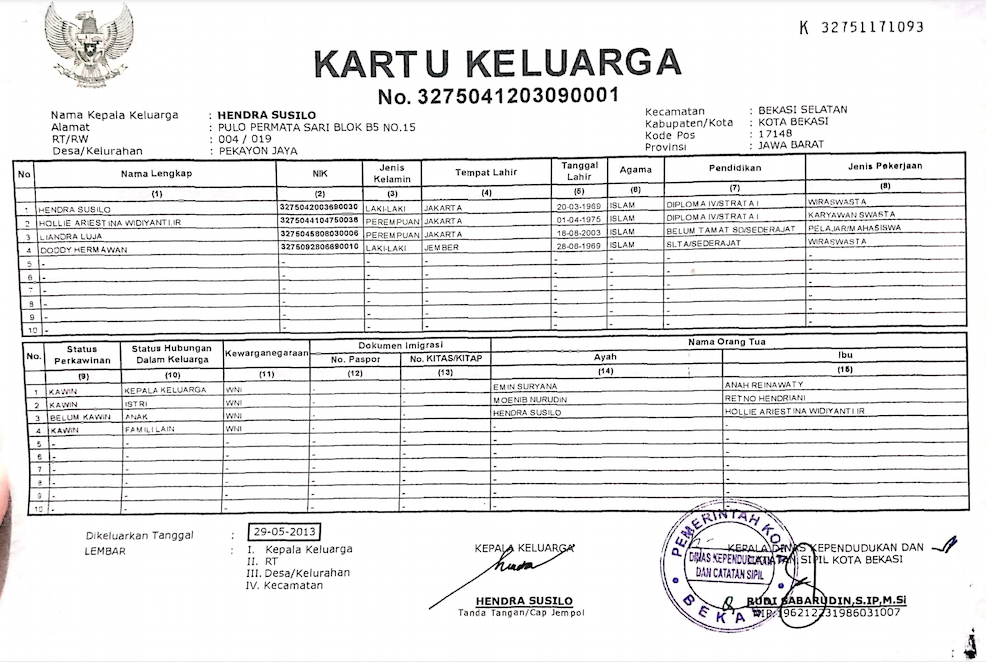 K 32751171093
KARTU KELUARGA
No. 3275041203090001
Nama Kepala Keluarga : HENDRA SUSILO
Alamat : PULO PERMATA SARI BLOK B5 NO.15
RT/RW : 004 / 019
Desa/Kelurahan : PEKAYON JAYA
Kecamatan : BEKASI SELATAN
Kabupaten/Kota : KOTA BEKASI
Kode Pos : 17148
Provinsi : JAWA BARAT
No Nama Lengkap NIK Jenis Kelamin Tempat Lahir Tanggal Lahir Agama Pendidikan Jenis Pekerjaan
(1) (2) (3) (4) (5) (6) (7) (8)
1 HENDRA SUSILO 3275042003690030 LAKI-LAKI JAKARTA 20-03-1969 ISLAM DIPLOMA IV/STRATA I WIRASWASTA
2 HOLLIE ARIESTINA WIDIYANTI.IR 3275044104750036 PEREMPUAN JAKARTA 01-04-1975 ISLAM DIPLOMA IV/STRATA I KARYAWAN SWASTA
3 LIANDRA LUJA 3275045808030006 PEREMPUAN JAKARTA 18-08-2003 ISLAM BELUM TAMAT SD/SEDERAJAT PELAJAR/MAHASISWA
4 DODDY HERMAWAN 3275092806690010 LAKI-LAKI JEMBER 28-06-1969 ISLAM SLTA/SEDERAJAT WIRASWASTA
5 - - - - - - - -
6 - - - - - - - -
7 - - - - - - - -
8 - - - - - - - -
9 - - - - - - - -
10 - - - - - - - -
No. Status Perkawinan Status Hubungan Dalam Keluarga Kewarganegaraan Dokumen Imigrasi Nama Orang Tua
No. Paspor No. KITAS/KITAP Ayah Ibu
(9) (10) (11) (12) (13) (14) (15)
1 KAWIN KEPALA KELUARGA WNI - - EMIN SURYANA ANAH REINAWATY
2 KAWIN ISTRI WNI - - MOENIB NURUDIN RETNO HENDRIANI
3 BELUM KAWIN ANAK WNI - - HENDRA SUSILO HOLLIE ARIESTINA WIDIYANTI.IR
4 KAWIN FAMILI LAIN WNI - - - -
5 - - - - - - -
6 - - - - - - -
7 - - - - - - -
8 - - - - - - -
9 - - - - - - -
10 - - - - - - -
Dikeluarkan Tanggal : 29-05-2013
LEMBAR : I. Kepala Keluarga
II. RT
III. Desa/Kelurahan
IV. Kecamatan
KEPALA KELUARGA
HENDRA SUSILO
Tanda Tangan/Cap Jempol
KEPALA DINAS KEPENDUDUKAN DAN
CATATAN SIPIL KOTA BEKASI
PEMERINTAH KOTA
DINAS KEPENDUDUKAN
DAN CATATAN SIPIL
BEKASI
RUDI SABARUDIN,S.IP,M.Si
NIP.196212231986031007